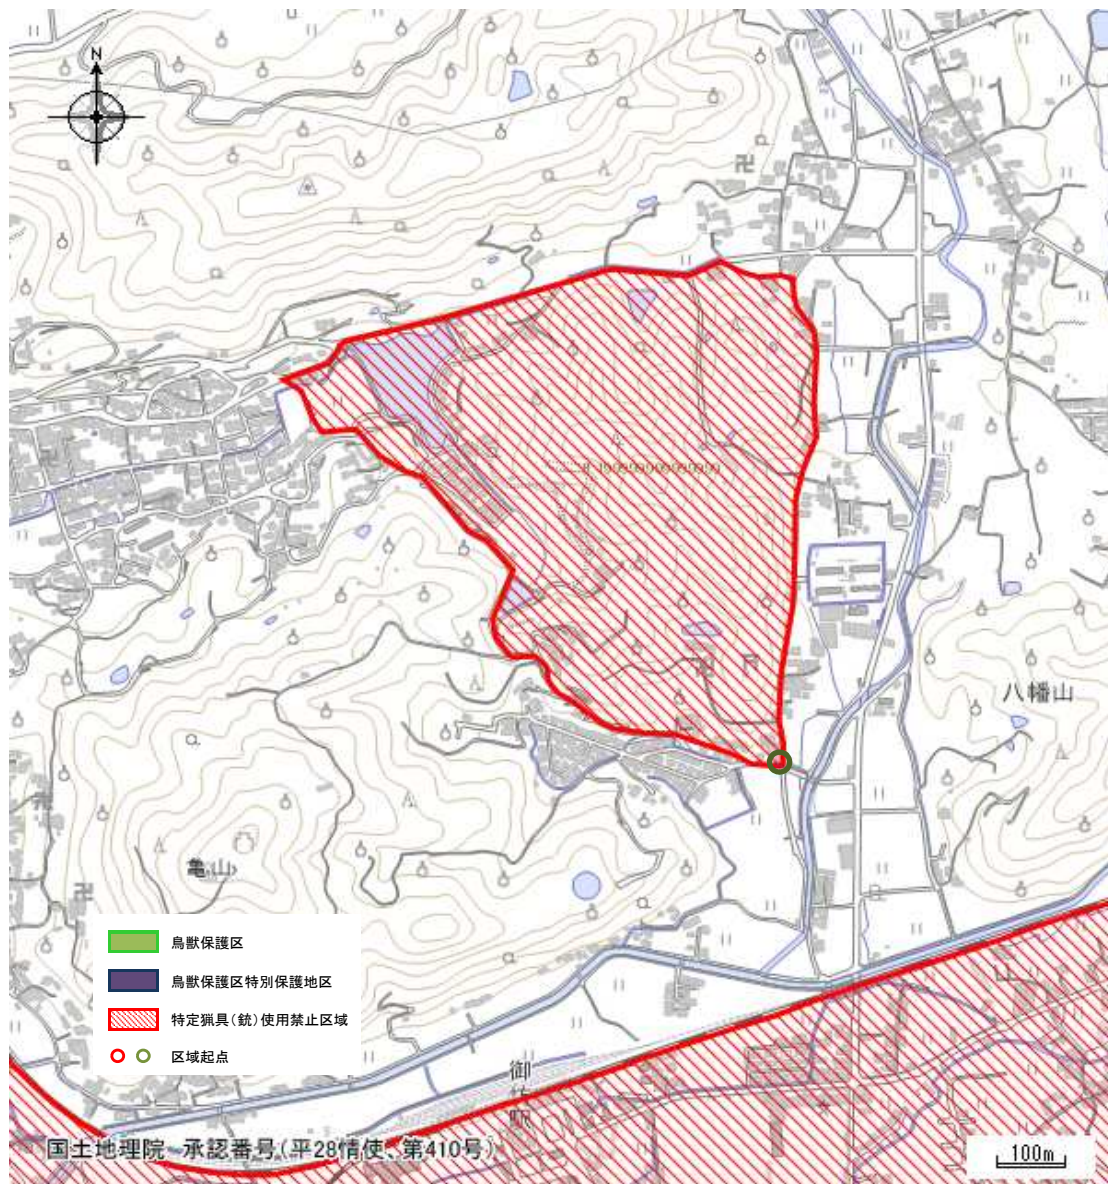 N
八幡山
亀山
鳥獣保護区
鳥獣保護区特別保護地区
特定猟具(銃)使用禁止区域
区域起点
国土地理院 承認番号(平28情使、第410号)
100m